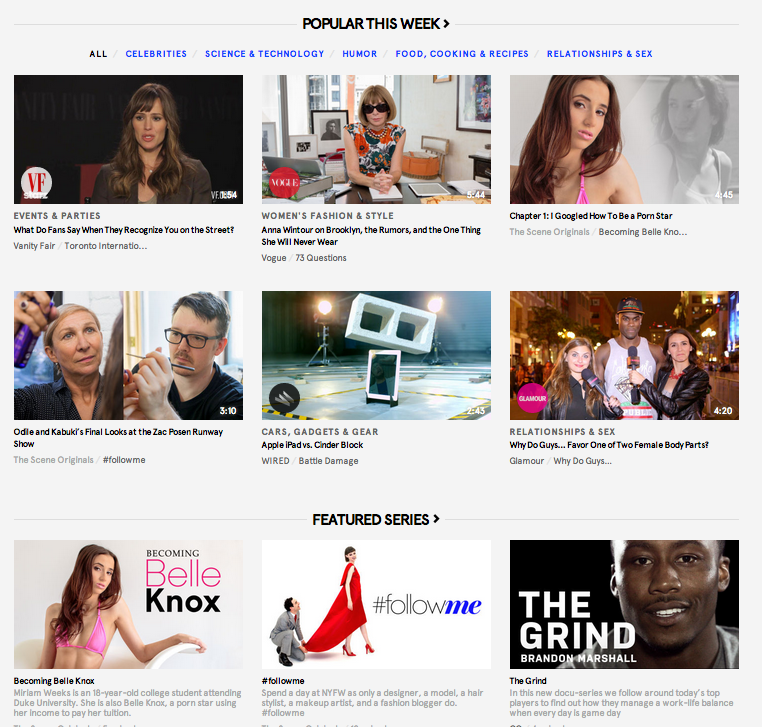 POPULAR THIS WEEK >
ALL / CELEBRITIES / SCIENCE & TECHNOLOGY / HUMOR / FOOD, COOKING & RECIPES / RELATIONSHIPS & SEX
VANITY FAIR
VF
1:54
VOGUE
5:44
4:45
EVENTS & PARTIES
What Do Fans Say When They Recognize You on the Street?
Vanity Fair / Toronto Internatio...
WOMEN'S FASHION & STYLE
Anna Wintour on Brooklyn, the Rumors, and the One Thing
She Will Never Wear
Vogue / 73 Questions
Chapter 1: I Googled How To Be a Porn Star
The Scene Originals / Becoming Belle Kno...
3:10
2:43
GLAMOUR
4:20
Odile and Kabuki's Final Looks at the Zac Posen Runway
Show
The Scene Originals / #followme
CARS, GADGETS & GEAR
Apple iPad vs. Cinder Block
WIRED / Battle Damage
RELATIONSHIPS & SEX
Why Do Guys... Favor One of Two Female Body Parts?
Glamour / Why Do Guys...
FEATURED SERIES >
BECOMING
Belle
Knox
#followme
THE
GRIND
BRANDON MARSHALL
Becoming Belle Knox
Miriam Weeks is an 18-year-old college student attending
Duke University. She is also Belle Knox, a porn star using
her income to pay her tuition.
#followme
Spend a day at NYFW as only a designer, a model, a hair
stylist, a makeup artist, and a fashion blogger do.
#followme
The Grind
In this new docu-series we follow around today's top
players to find out how they manage a work-life balance
when every day is game day